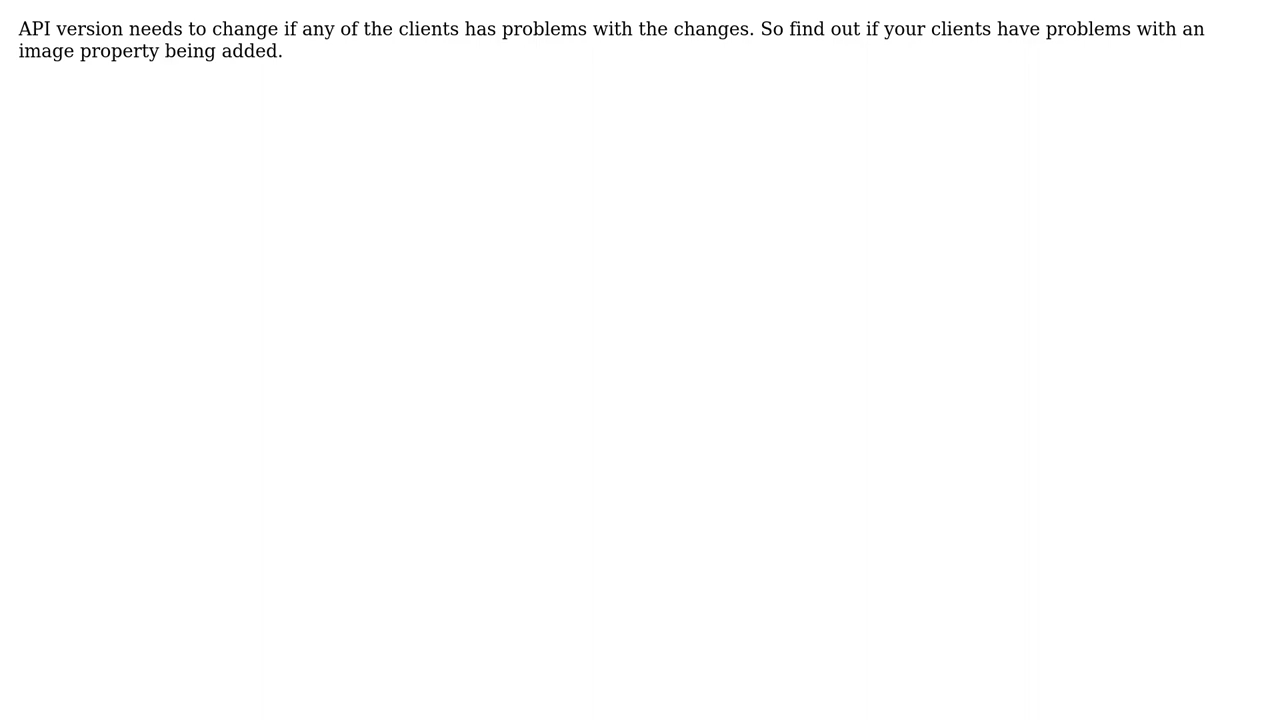 API version needs to change if any of the clients has problems with the changes. So find out if your clients have problems with an
image property being added.